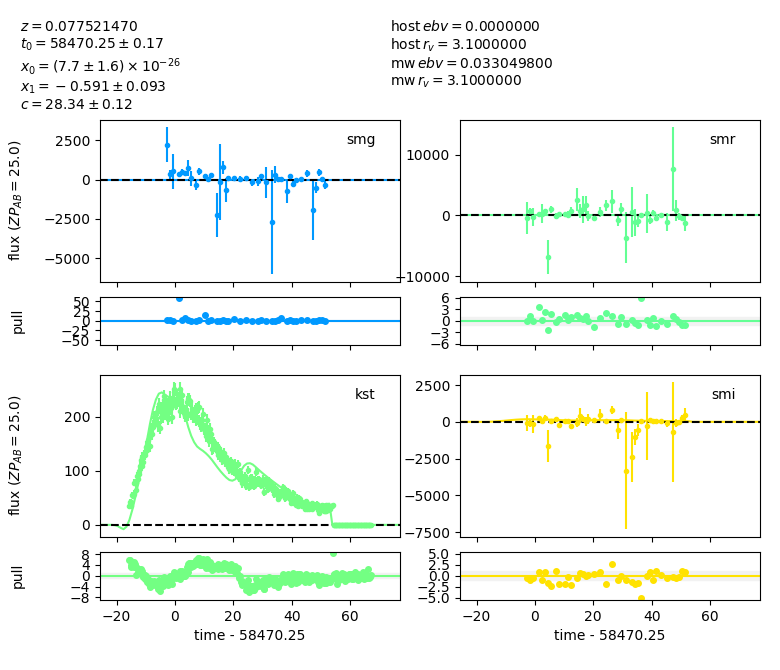 z = 0.077521470
t₀ = 58470.25 ± 0.17
x₀ = (7.7 ± 1.6) × 10⁻²⁶
x₁ = −0.591 ± 0.093
c = 28.34 ± 0.12
host ebv = 0.0000000
host r_v = 3.1000000
mw ebv = 0.033049800
mw r_v = 3.1000000
smg
flux (ZP_AB = 25.0)
2500
0
−2500
−5000
smr
10000
0
−10000
pull
50
25
0
−25
−50
6
3
0
−3
−6
kst
flux (ZP_AB = 25.0)
200
100
0
smi
2500
0
−2500
−5000
−7500
pull
8
4
0
−4
−8
−20 0 20 40 60
time - 58470.25
5.0
2.5
0.0
−2.5
−5.0
−20 0 20 40 60
time - 58470.25